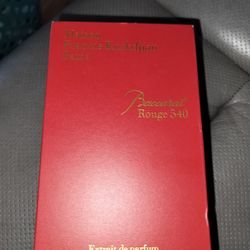 Maison
Francis Kurkdjian
Paris
Baccarat
Rouge 540
Extrait de parfum